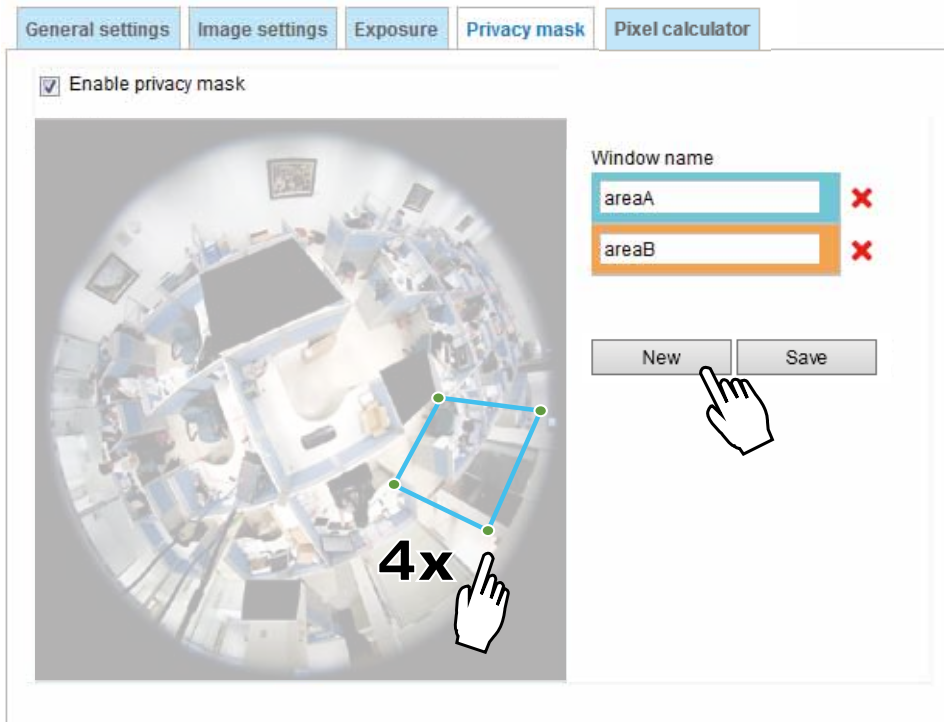 General settings Image settings Exposure Privacy mask Pixel calculator
Enable privacy mask
Window name
areaA
areaB
New Save
4x